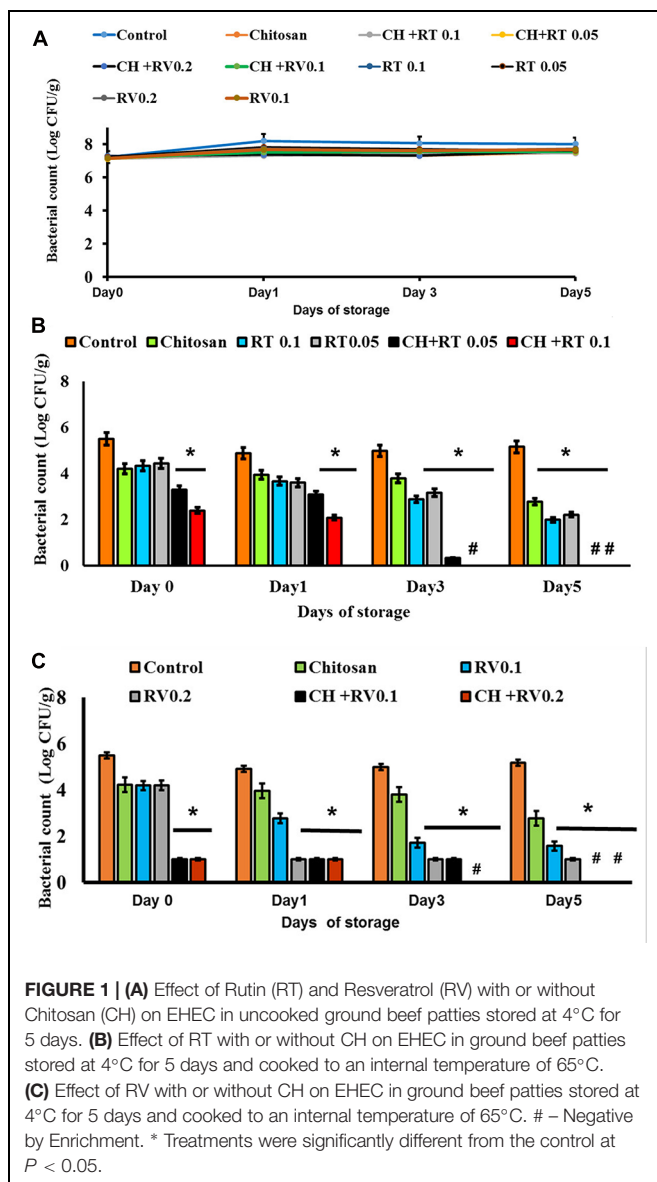 A
Control Chitosan CH+RT 0.1 CH+RT 0.05
CH +RV0.2 CH +RV0.1 RT 0.1 RT 0.05
RV0.2 RV0.1
Bacterial count (Log CFU/g)
10
8
6
4
2
0
Day0 Day1 Day 3 Day5
Days of storage
B
Control Chitosan RT 0.1 RT0.05 CH+RT 0.05 CH +RT 0.1
Bacterial count (Log CFU/g)
8
6
4
2
0
* * * *
# # #
Day 0 Day1 Day3 Day5
Days of storage
C
Control Chitosan RV0.1
RV0.2 CH +RV0.1 CH +RV0.2
Bacterial count (Log CFU/g)
8
6
4
2
0
* * * *
# # #
Day 0 Day1 Day3 Day5
Days of storage
FIGURE 1 | (A) Effect of Rutin (RT) and Resveratrol (RV) with or without
Chitosan (CH) on EHEC in uncooked ground beef patties stored at 4°C for
5 days. (B) Effect of RT with or without CH on EHEC in ground beef patties
stored at 4°C for 5 days and cooked to an internal temperature of 65°C.
(C) Effect of RV with or without CH on EHEC in ground beef patties stored at
4°C for 5 days and cooked to an internal temperature of 65°C. # – Negative
by Enrichment. * Treatments were significantly different from the control at
P < 0.05.